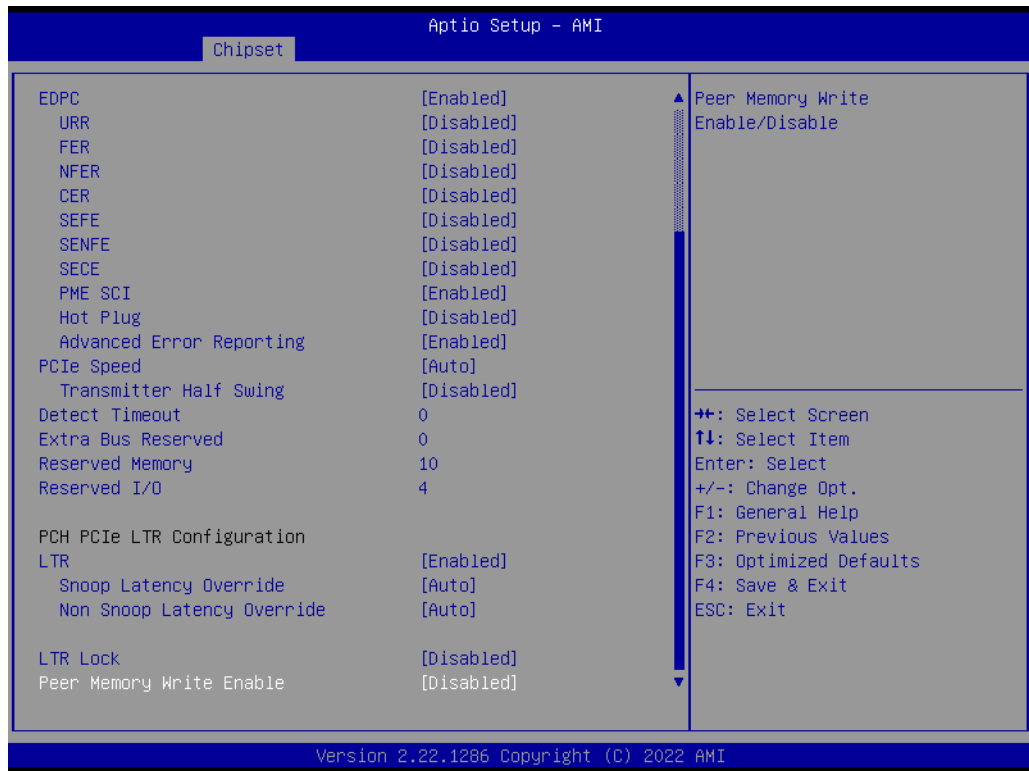 Aptio Setup – AMI
Chipset
EDPC [Enabled]
URR [Disabled]
FER [Disabled]
NFER [Disabled]
CER [Disabled]
SEFE [Disabled]
SENFE [Disabled]
SECE [Disabled]
PME SCI [Enabled]
Hot Plug [Disabled]
Advanced Error Reporting [Enabled]
PCIe Speed [Auto]
Transmitter Half Swing [Disabled]
Detect Timeout 0
Extra Bus Reserved 0
Reserved Memory 10
Reserved I/O 4
PCH PCIe LTR Configuration
LTR [Enabled]
Snoop Latency Override [Auto]
Non Snoop Latency Override [Auto]
LTR Lock [Disabled]
Peer Memory Write Enable [Disabled]
Peer Memory Write
Enable/Disable
→←: Select Screen
↑↓: Select Item
Enter: Select
+/-: Change Opt.
F1: General Help
F2: Previous Values
F3: Optimized Defaults
F4: Save & Exit
ESC: Exit
Version 2.22.1286 Copyright (C) 2022 AMI